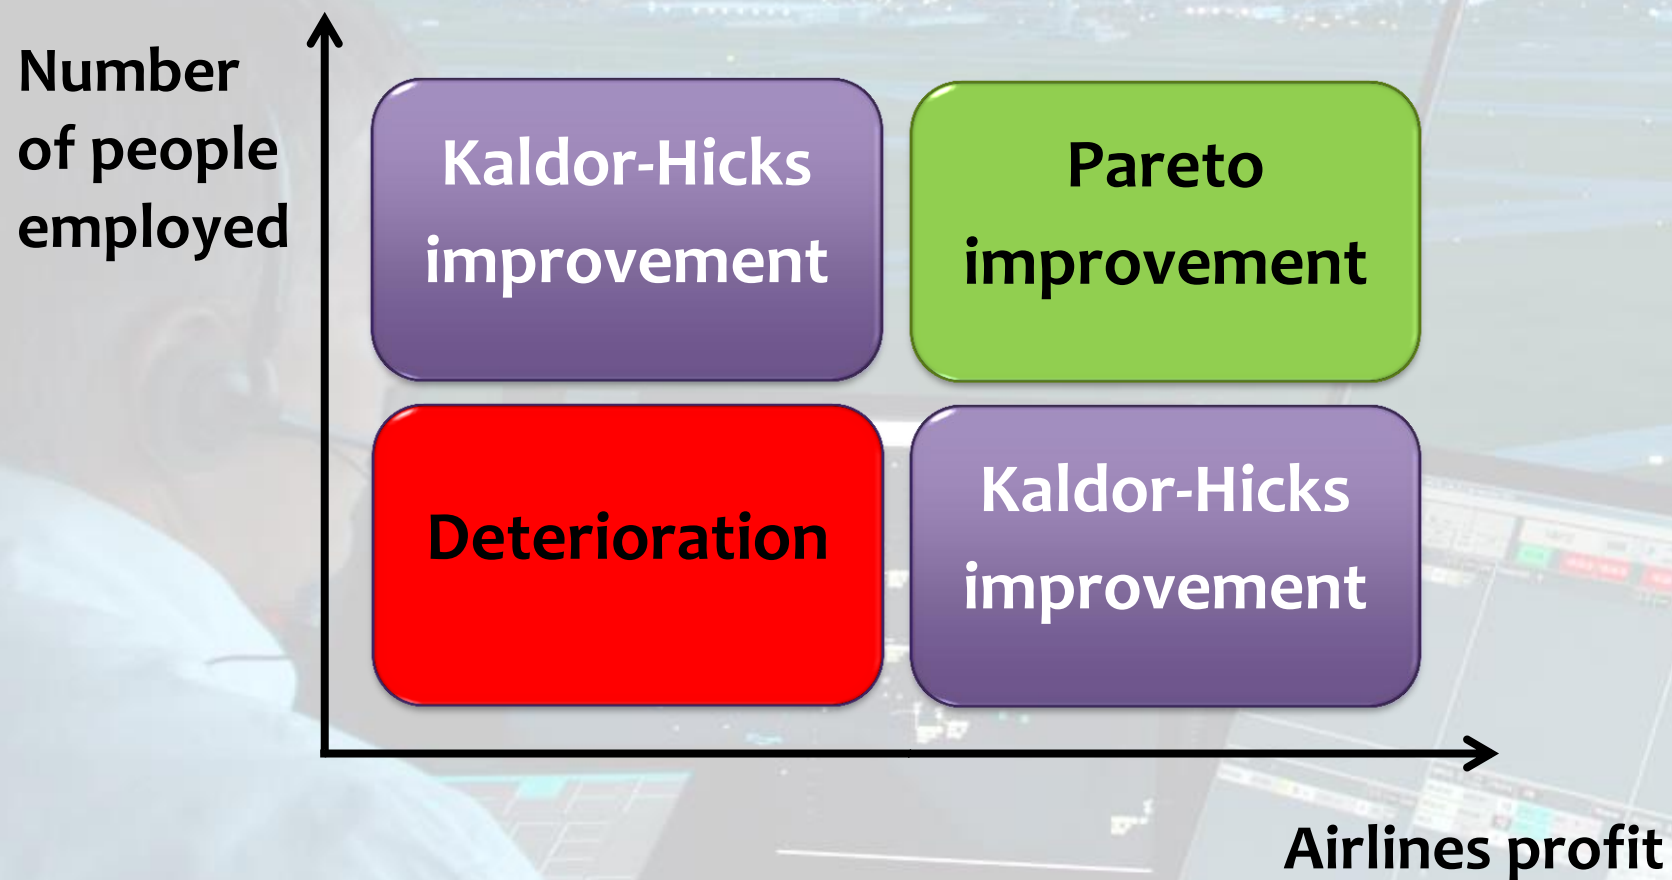 Number
of people
employed
Kaldor-Hicks
improvement
Pareto
improvement
Deterioration
Kaldor-Hicks
improvement
Airlines profit